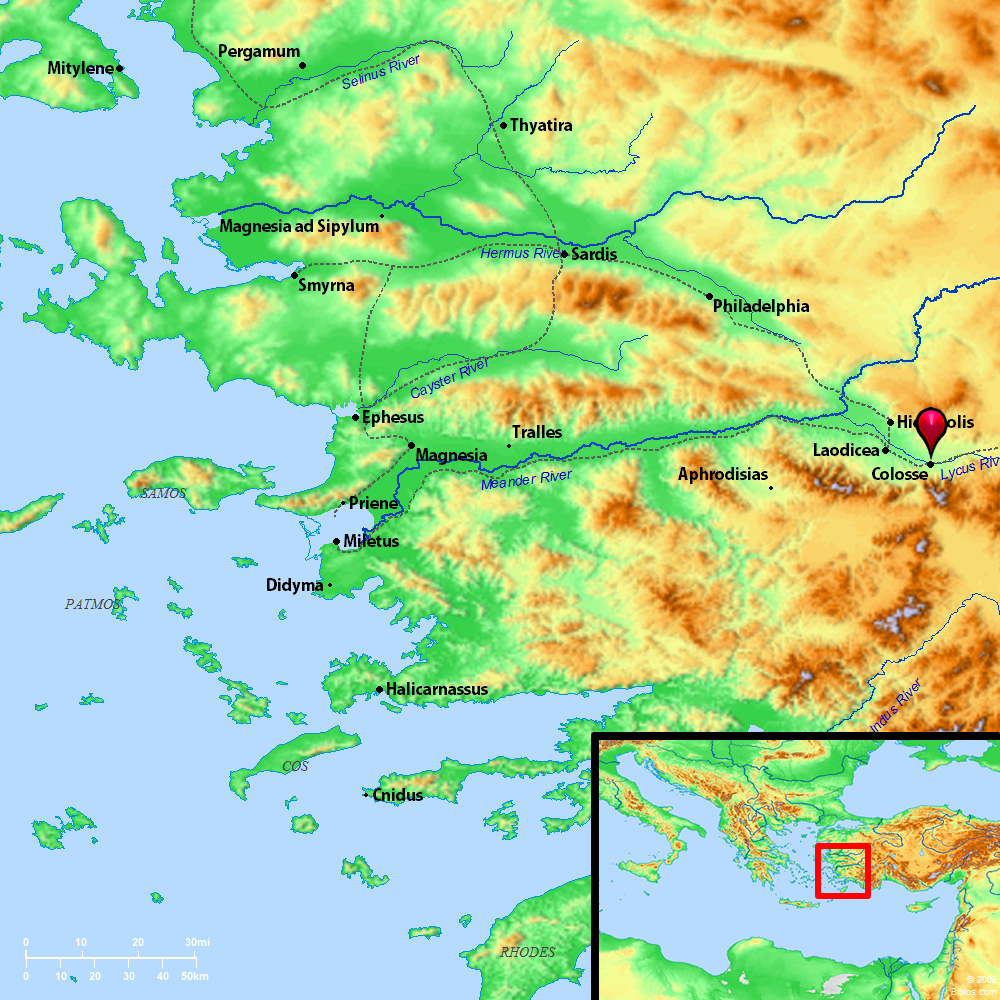 Pergamum
Mitylene
Selinus River
Thyatira
Magnesia ad Sipylum
Hermus River
Sardis
Smyrna
Philadelphia
Cayster River
Ephesus
Tralles
Magnesia
Laodicea
Colosse
Lycus Riv
Meander River
Aphrodisias
SAMOS
Priene
Miletus
Didyma
PATMOS
Halicarnassus
Indus River
COS
Cnidus
RHODES
0 10 20 30mi
0 10 20 30 40 50km